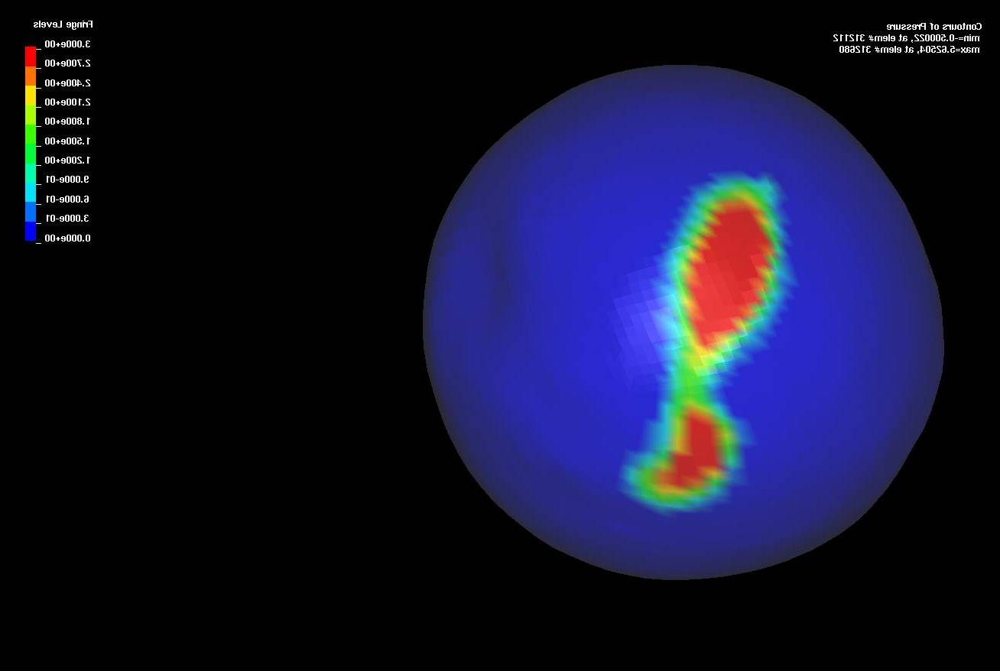 Contours of Pressure
min=-0.500022, at elem# 312112
max=5.62504, at elem# 312680
Fringe Levels
3.000e+00
2.700e+00
2.400e+00
2.100e+00
1.800e+00
1.500e+00
1.200e+00
9.000e-01
6.000e-01
3.000e-01
0.000e+00